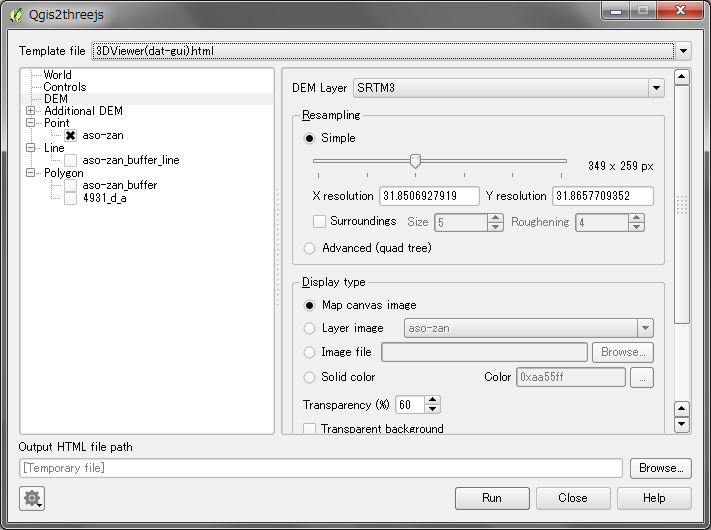 Qgis2threejs
Template file 3DViewer(dat-gui).html
World
Controls
DEM
Additional DEM
Point
aso-zan
Line
aso-zan_buffer_line
Polygon
aso-zan_buffer
4931_d_a
DEM Layer SRTM3
Resampling
Simple
349 x 259 px
X resolution 31.8506927919 Y resolution 31.8657709352
Surroundings Size 5 Roughening 4
Advanced (quad tree)
Display type
Map canvas image
Layer image aso-zan
Image file Browse...
Solid color Color 0xaa55ff ...
Transparency (%) 60
Transparent background
Output HTML file path
[Temporary file] Browse...
Run Close Help